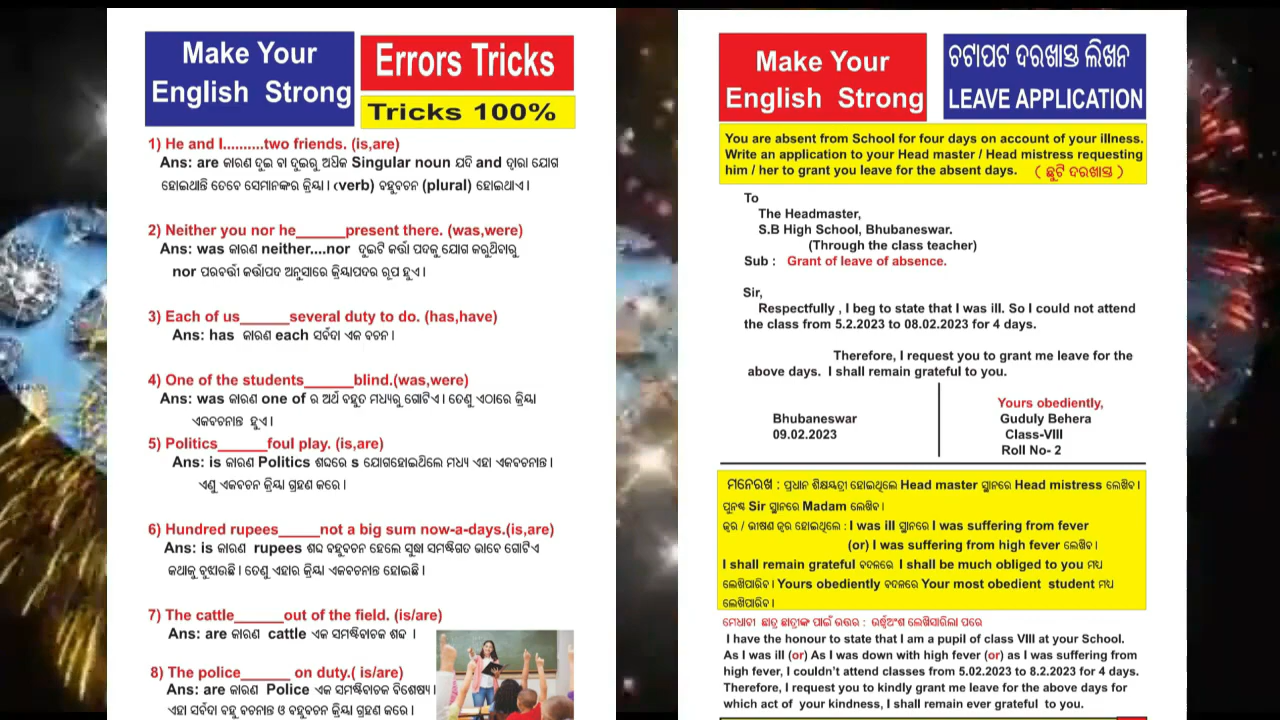 Make Your
English Strong
Errors Tricks
Tricks 100%
1) He and I..........two friends. (is,are)
Ans: are କାରଣ ଦୁଇ ବା ଦୁଇରୁ ଅଧିକ Singular noun ଯଦି and ଦ୍ଵାରା ଯୋଗ
ହୋଇଥାନ୍ତି ତେବେ ସେମାନଙ୍କର କ୍ରିୟା । (verb) ବହୁବଚନ (plural) ହୋଇଥାଏ ।
2) Neither you nor he______present there. (was,were)
Ans: was କାରଣ neither....nor ଦୁଇଟି କର୍ତ୍ତା ପଦକୁ ଯୋଗ କରୁଥିବାରୁ
nor ପରବର୍ତ୍ତୀ କର୍ତ୍ତାପଦ ଅନୁସାରେ କ୍ରିୟାପଦର ରୂପ ହୁଏ ।
3) Each of us______several duty to do. (has,have)
Ans: has କାରଣ each ସର୍ବଦା ଏକ ବଚନ ।
4) One of the students______blind.(was,were)
Ans: was କାରଣ one of ର ଅର୍ଥ ବହୁତ ମଧ୍ୟରୁ ଗୋଟିଏ । ତେଣୁ ଏଠାରେ କ୍ରିୟା
ଏକବଚନାନ୍ତ ହୁଏ ।
5) Politics______foul play. (is,are)
Ans: is କାରଣ Politics ଶବ୍ଦରେ s ଯୋଗହୋଇଥିଲେ ମଧ୍ୟ ଏହା ଏକବଚନାନ୍ତ ।
ଏଣୁ ଏକବଚନ କ୍ରିୟା ଗ୍ରହଣ କରେ ।
6) Hundred rupees_____not a big sum now-a-days.(is,are)
Ans: is କାରଣ rupees ଶବ୍ଦ ବହୁବଚନ ହେଲେ ସୁଦ୍ଧା ସମଷ୍ଟିଗତ ଭାବେ ଗୋଟିଏ
କଥାକୁ ବୁଝାଉଛି । ତେଣୁ ଏହାର କ୍ରିୟା ଏକବଚନାନ୍ତ ହୋଇଛି ।
7) The cattle______out of the field. (is/are)
Ans: are କାରଣ cattle ଏକ ସମଷ୍ଟିବାଚକ ଶବ୍ଦ ।
8) The police______ on duty.( is/are)
Ans: are କାରଣ Police ଏକ ସମଷ୍ଟିବାଚକ ବିଶେଷ୍ୟ ।
ଏହା ସର୍ବଦା ବହୁ ବଚନାନ୍ତ ଓ ବହୁବଚନ କ୍ରିୟା ଗ୍ରହଣ କରେ ।
Make Your
English Strong
ଚଟାପଟ ଦରଖାସ୍ତ ଲିଖନ
LEAVE APPLICATION
You are absent from School for four days on account of your illness.
Write an application to your Head master / Head mistress requesting
him / her to grant you leave for the absent days. ( ଛୁଟି ଦରଖାସ୍ତ )
To
The Headmaster,
S.B High School, Bhubaneswar.
(Through the class teacher)
Sub : Grant of leave of absence.
Sir,
Respectfully , I beg to state that I was ill. So I could not attend
the class from 5.2.2023 to 08.02.2023 for 4 days.
Therefore, I request you to grant me leave for the
above days. I shall remain grateful to you.
Bhubaneswar
09.02.2023
Yours obediently,
Guduly Behera
Class-VIII
Roll No- 2
ମନେରଖ : ପ୍ରଧାନ ଶିକ୍ଷୟତ୍ରୀ ହୋଇଥିଲେ Head master ସ୍ଥାନରେ Head mistress ଲେଖିବ ।
ପୁନଶ୍ଚ Sir ସ୍ଥାନରେ Madam ଲେଖିବ ।
ଜ୍ୱର / ଭୀଷଣ ଜ୍ୱର ହୋଇଥିଲେ : I was ill ସ୍ଥାନରେ I was suffering from fever
(or) I was suffering from high fever ଲେଖିବ ।
I shall remain grateful ବଦଳରେ I shall be much obliged to you ମଧ୍ୟ
ଲେଖିପାରିବ । Yours obediently ବଦଳରେ Your most obedient student ମଧ୍ୟ
ଲେଖିପାରିବ ।
ମେଧାବୀ ଛାତ୍ର ଛାତ୍ରୀଙ୍କ ପାଇଁ ଉତ୍ତର : ଉର୍ଦ୍ଧ୍ୱଅଂଶ ଲେଖିସାରିଲା ପରେ
I have the honour to state that I am a pupil of class VIII at your School.
As I was ill (or) As I was down with high fever (or) as I was suffering from
high fever, I couldn't attend classes from 5.02.2023 to 8.2.2023 for 4 days.
Therefore, I request you to kindly grant me leave for the above days for
which act of your kindness, I shall remain ever grateful to you.